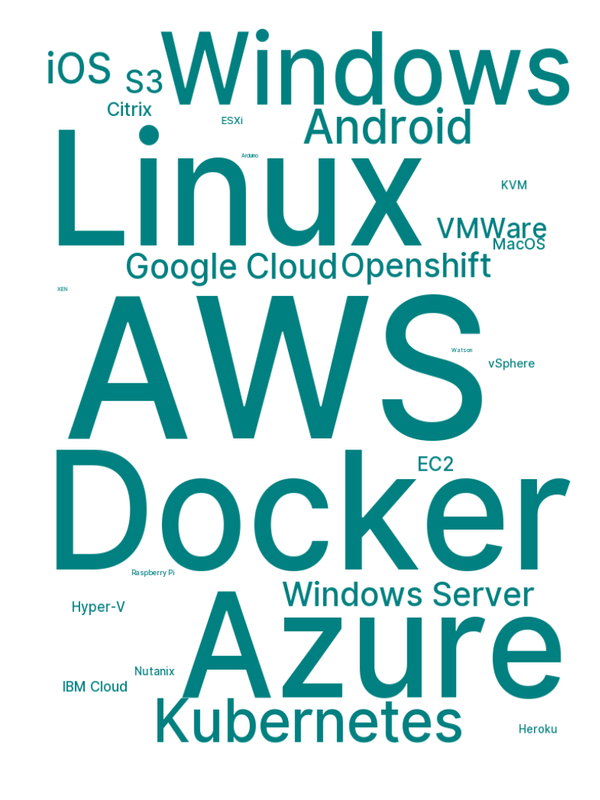 Windows
iOS
S3
Citrix
ESXi
Android
Linux
Arduino
KVM
VMWare
MacOS
Google Cloud
Openshift
XEN
AWS
Watson
vSphere
Docker
EC2
Raspberry Pi
Windows Server
Hyper-V
Azure
Nutanix
IBM Cloud
Kubernetes
Heroku